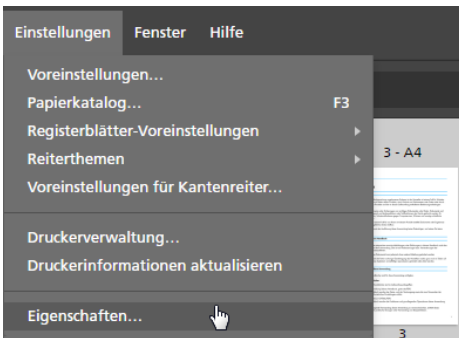 Einstellungen Fenster Hilfe
Voreinstellungen...
Papierkatalog... F3
Registerblätter-Voreinstellungen
Reiterthemen
Voreinstellungen für Kantenreiter...
Druckerverwaltung...
Druckerinformationen aktualisieren
Eigenschaften...
3 - A4
3